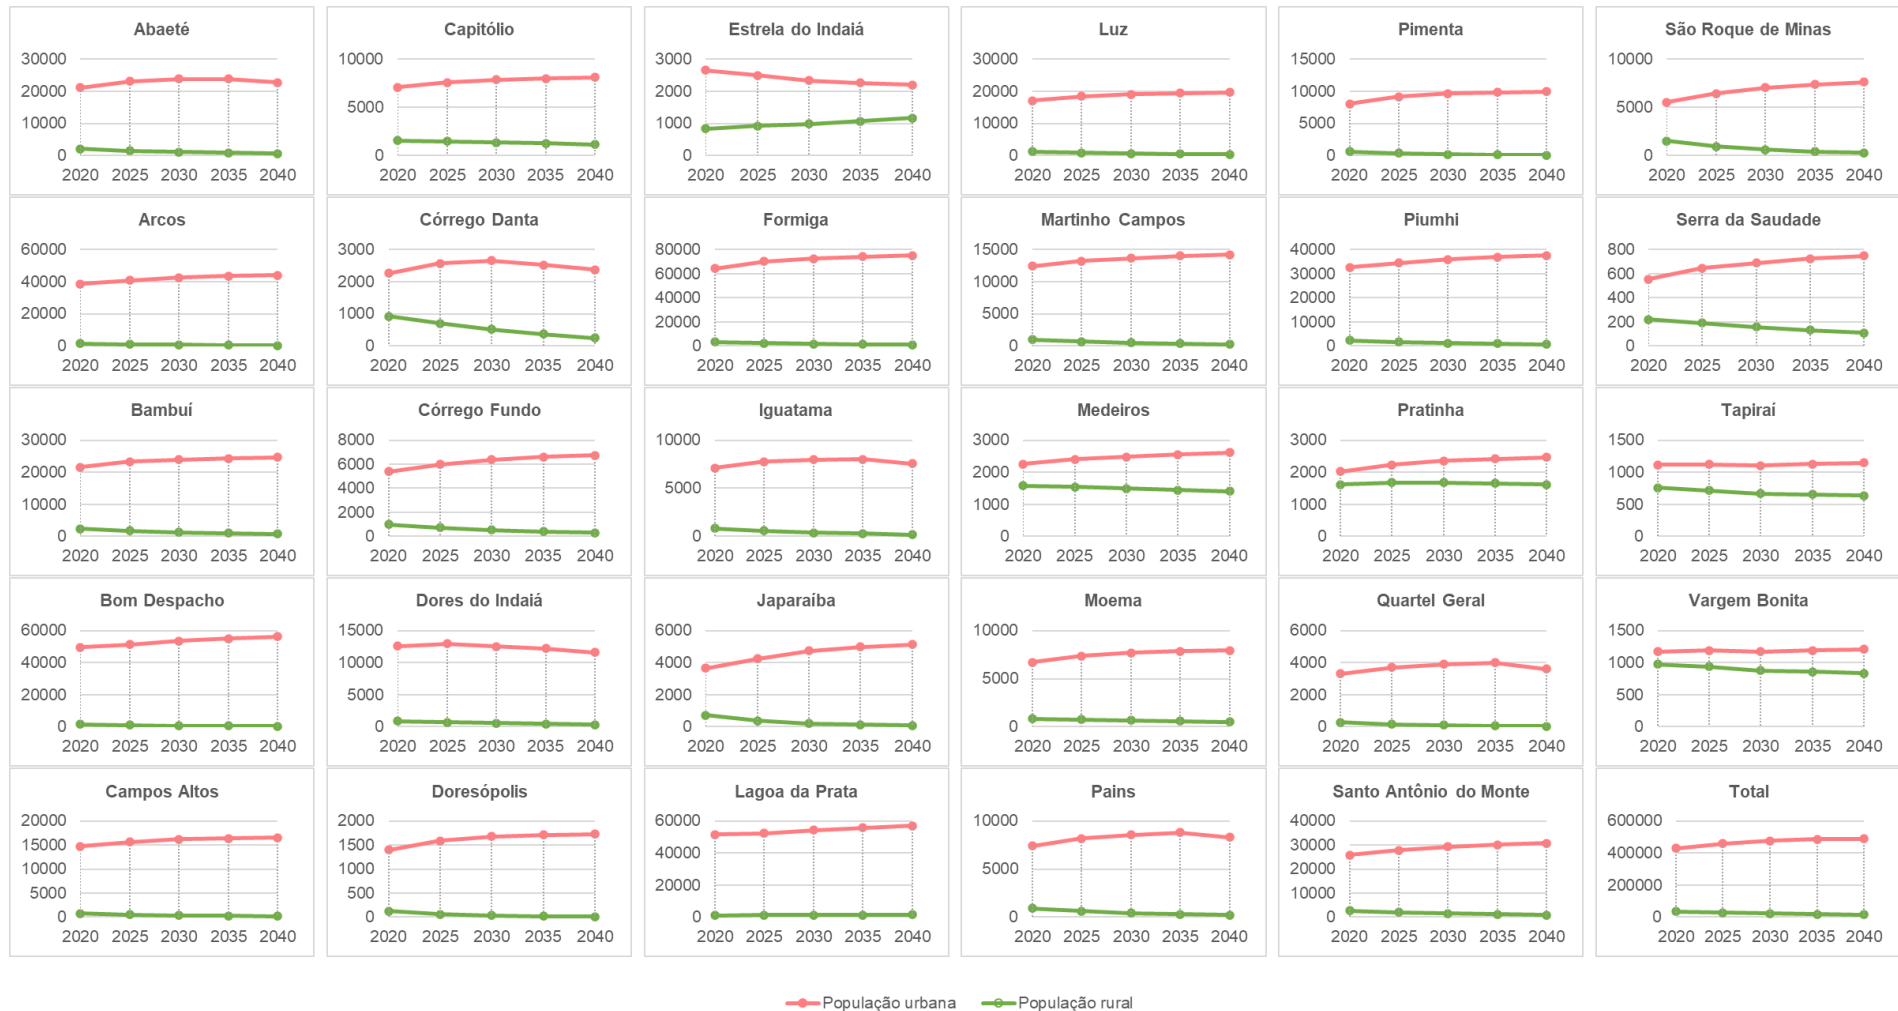 Abaeté
30000
20000
10000
0
2020 2025 2030 2035 2040
Capitólio
10000
5000
0
2020 2025 2030 2035 2040
Estrela do Indaiá
3000
2000
1000
0
2020 2025 2030 2035 2040
Luz
30000
20000
10000
0
2020 2025 2030 2035 2040
Pimenta
15000
10000
5000
0
2020 2025 2030 2035 2040
São Roque de Minas
10000
5000
0
2020 2025 2030 2035 2040
Arcos
60000
40000
20000
0
2020 2025 2030 2035 2040
Córrego Danta
3000
2000
1000
0
2020 2025 2030 2035 2040
Formiga
80000
60000
40000
20000
0
2020 2025 2030 2035 2040
Martinho Campos
15000
10000
5000
0
2020 2025 2030 2035 2040
Piumhi
40000
30000
20000
10000
0
2020 2025 2030 2035 2040
Serra da Saudade
800
600
400
200
0
2020 2025 2030 2035 2040
Bambuí
30000
20000
10000
0
2020 2025 2030 2035 2040
Córrego Fundo
8000
6000
4000
2000
0
2020 2025 2030 2035 2040
Iguatama
10000
5000
0
2020 2025 2030 2035 2040
Medeiros
3000
2000
1000
0
2020 2025 2030 2035 2040
Pratinha
3000
2000
1000
0
2020 2025 2030 2035 2040
Tapiraí
1500
1000
500
0
2020 2025 2030 2035 2040
Bom Despacho
60000
40000
20000
0
2020 2025 2030 2035 2040
Dores do Indaiá
15000
10000
5000
0
2020 2025 2030 2035 2040
Japaraíba
6000
4000
2000
0
2020 2025 2030 2035 2040
Moema
10000
5000
0
2020 2025 2030 2035 2040
Quartel Geral
6000
4000
2000
0
2020 2025 2030 2035 2040
Vargem Bonita
1500
1000
500
0
2020 2025 2030 2035 2040
Campos Altos
20000
15000
10000
5000
0
2020 2025 2030 2035 2040
Doresópolis
2000
1500
1000
500
0
2020 2025 2030 2035 2040
Lagoa da Prata
60000
40000
20000
0
2020 2025 2030 2035 2040
Pains
10000
5000
0
2020 2025 2030 2035 2040
Santo Antônio do Monte
40000
30000
20000
10000
0
2020 2025 2030 2035 2040
Total
600000
400000
200000
0
2020 2025 2030 2035 2040
População urbana
População rural